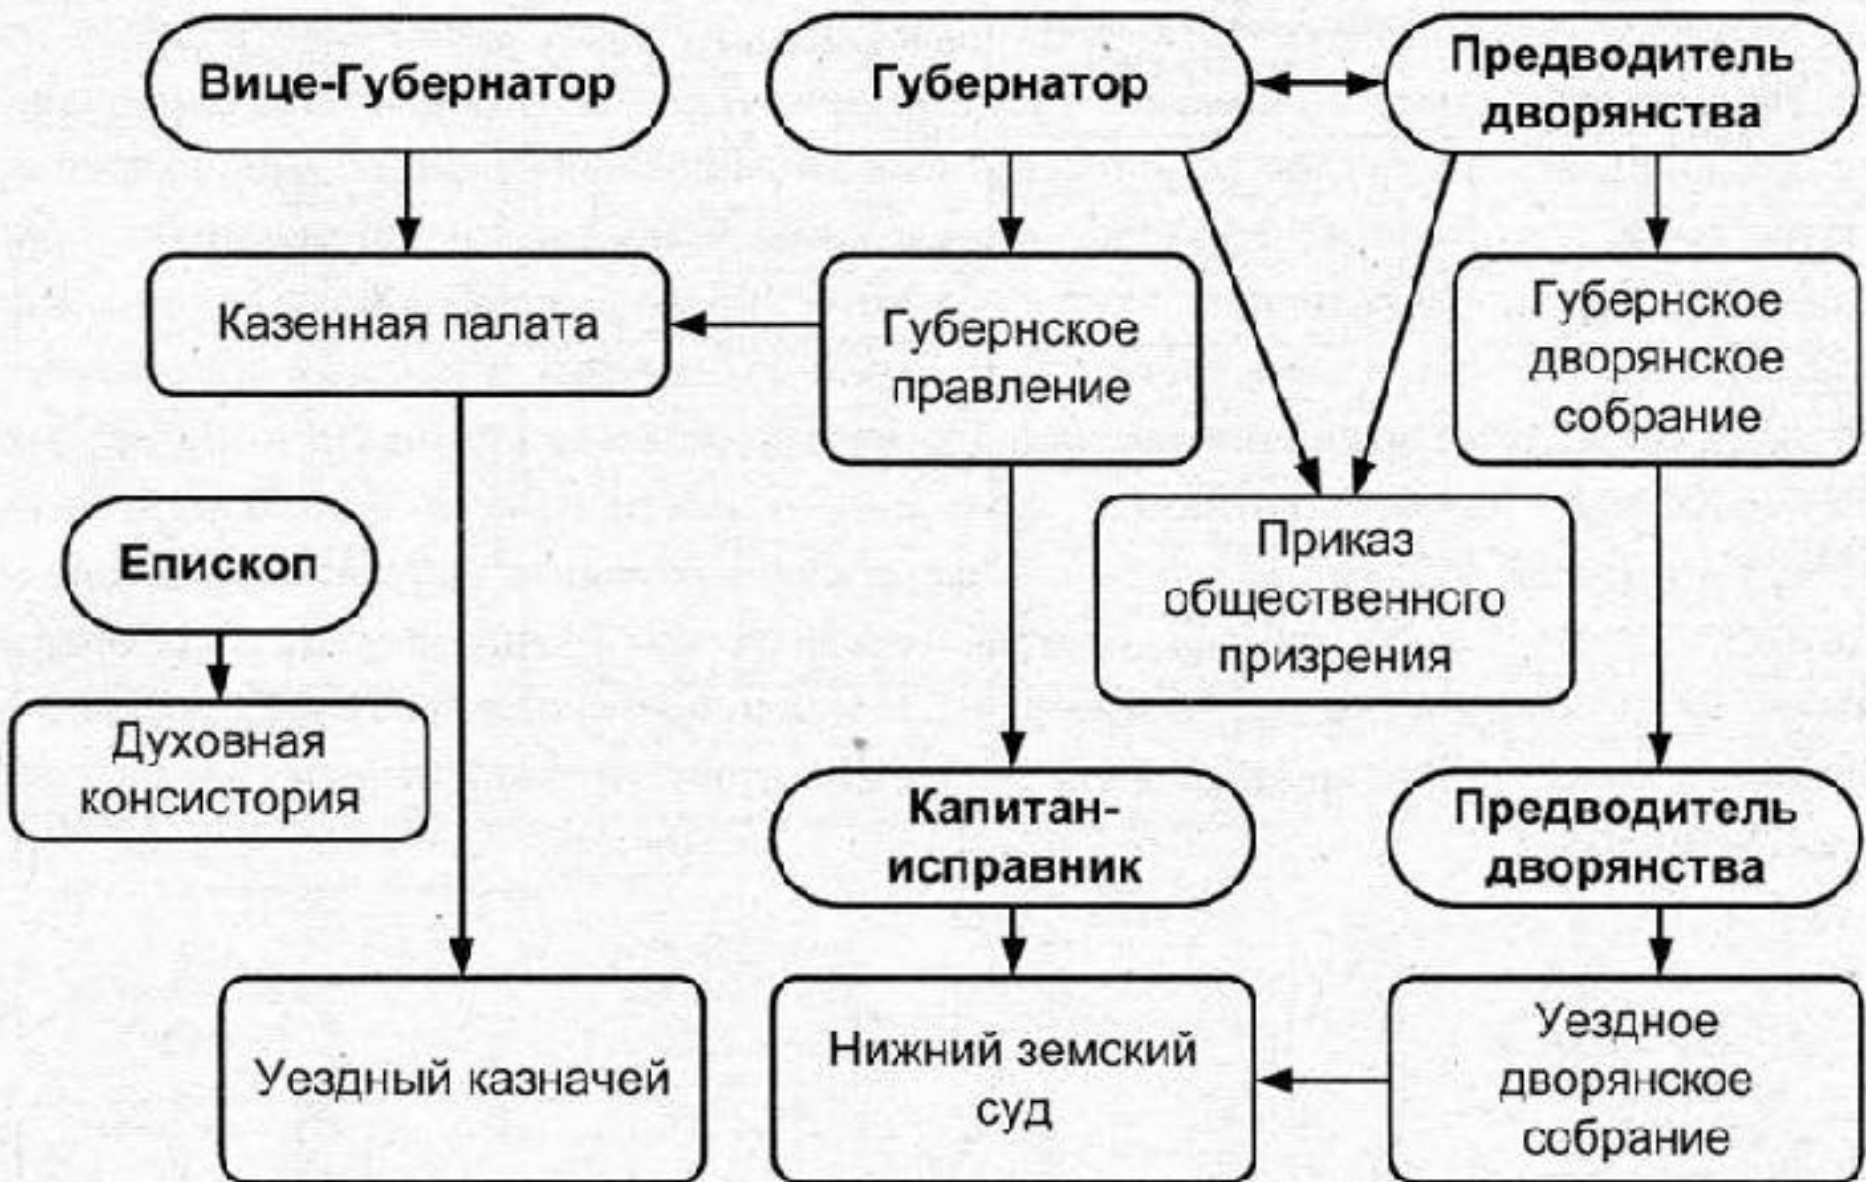 Вице-Губернатор
Губернатор
Предводитель
дворянства
Казенная палата
Губернское
правление
Губернское
дворянское
собрание
Епископ
Приказ
общественного
призрения
Духовная
консистория
Капитан-
исправник
Предводитель
дворянства
Уездный казначей
Нижний земский
суд
Уездное
дворянское
собрание